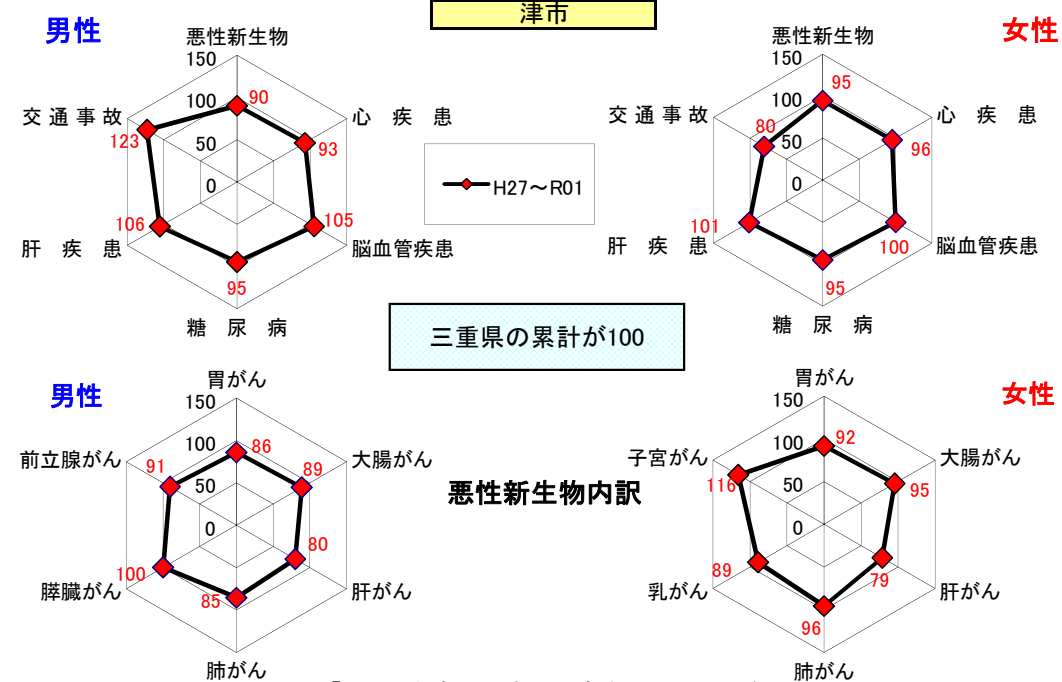 津市
男性
女性
悪性新生物
150
100
50
0
90
心 疾 患
93
脳血管疾患
105
糖 尿 病
95
肝 疾 患
106
交 通 事 故
123
H27～R01
悪性新生物
150
100
50
0
95
心 疾 患
96
脳血管疾患
100
糖 尿 病
95
肝 疾 患
101
交 通 事 故
80
三重県の累計が100
男性
女性
胃がん
150
100
50
0
86
大腸がん
89
肝がん
80
肺がん
85
膵臓がん
100
前立腺がん
91
悪性新生物内訳
胃がん
150
100
50
0
92
大腸がん
95
肝がん
79
肺がん
96
乳がん
89
子宮がん
116